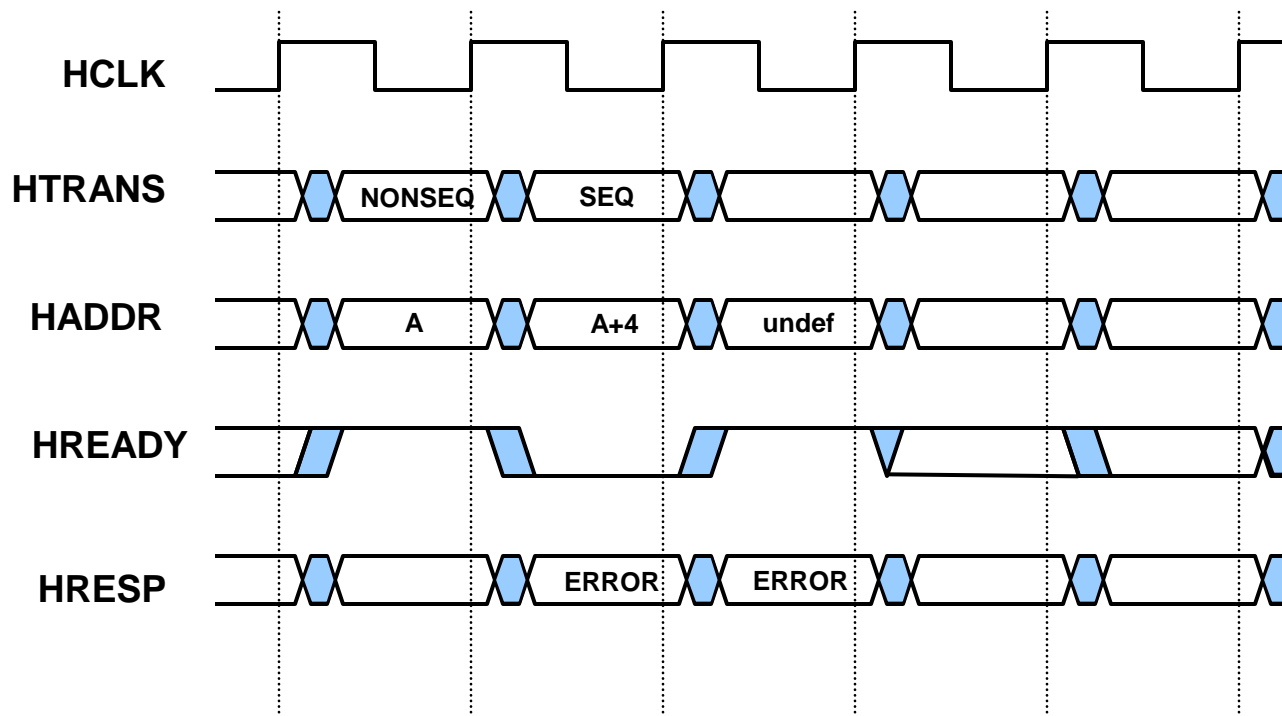 HCLK
HTRANS NONSEQ SEQ
HADDR A A+4 undef
HREADY
HRESP ERROR ERROR